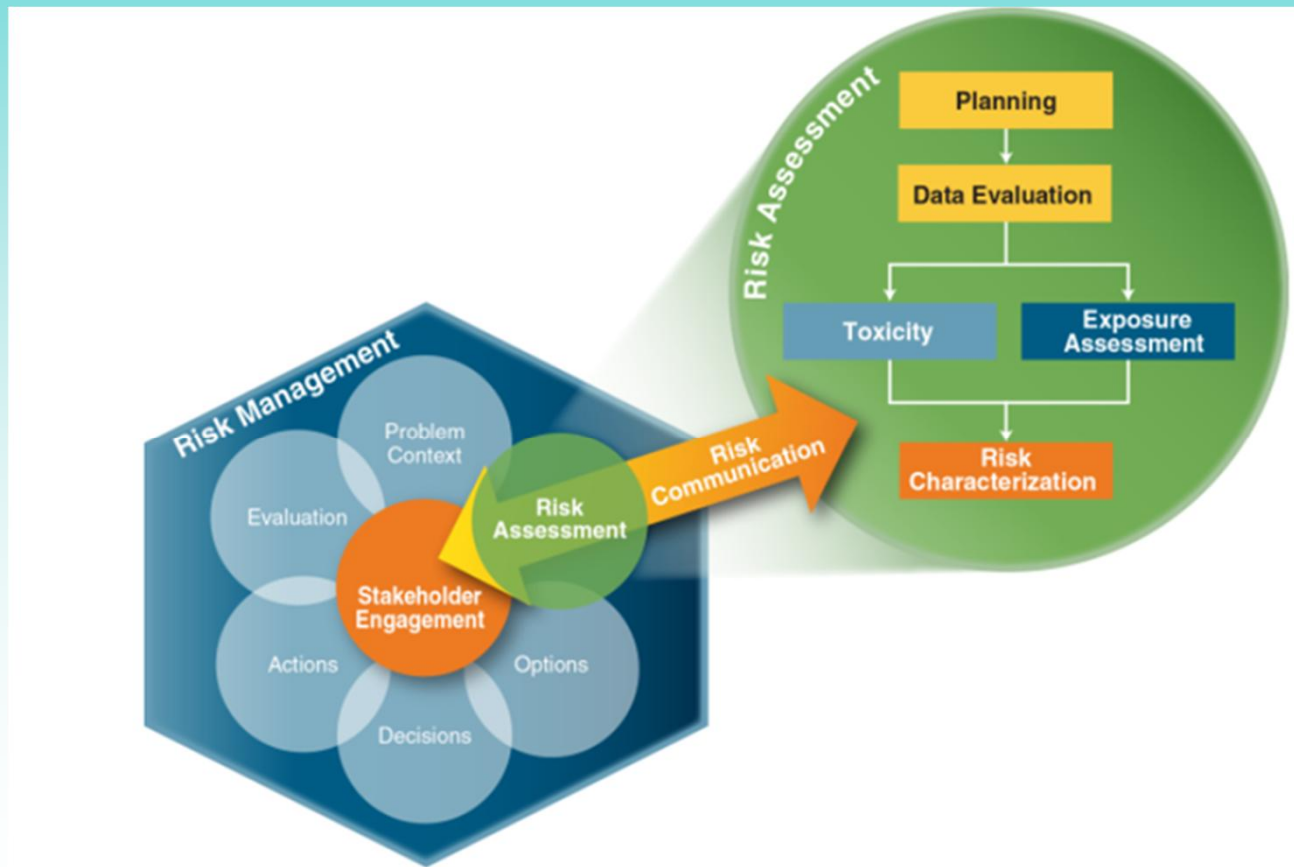 Risk Management
Problem
Context
Evaluation
Risk
Assessment
Stakeholder
Engagement
Actions
Options
Decisions
Risk
Communication
Risk Assessment
Planning
Data Evaluation
Toxicity
Exposure
Assessment
Risk
Characterization